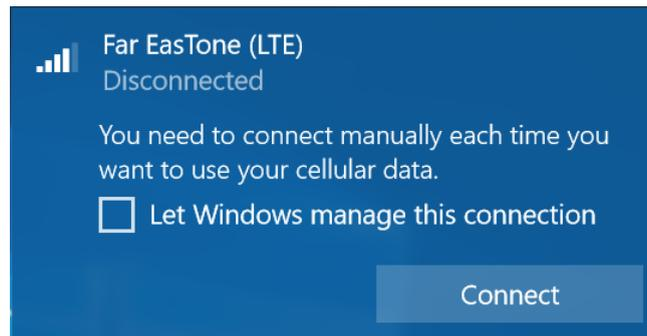 Far EasTone (LTE)
Disconnected
You need to connect manually each time you
want to use your cellular data.
Let Windows manage this connection
Connect